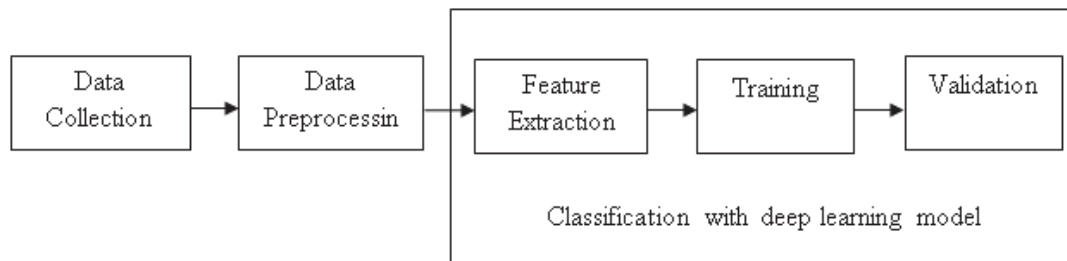 Data
Collection
Data
Preprocessin
Feature
Extraction
Training
Validation
Classification with deep learning model